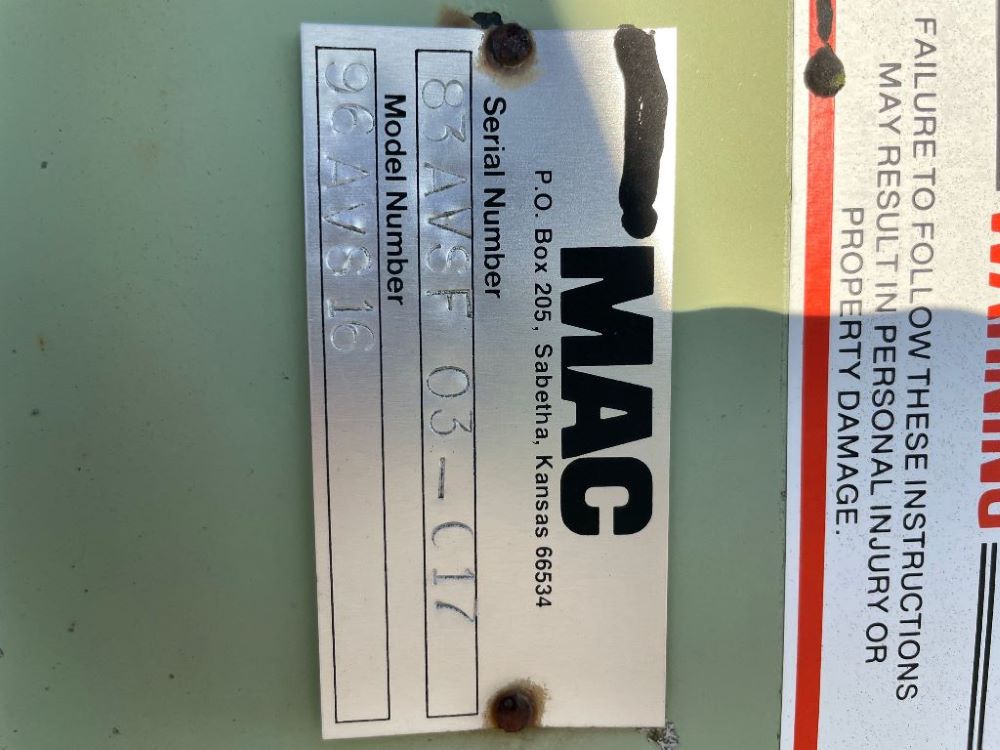 WARNING
FAILURE TO FOLLOW THESE INSTRUCTIONS
MAY RESULT IN PERSONAL INJURY OR
PROPERTY DAMAGE.
MAC
P.O. Box 205, Sabetha, Kansas 66534
Serial Number
83AVSF 03-C17
Model Number
96AVS16